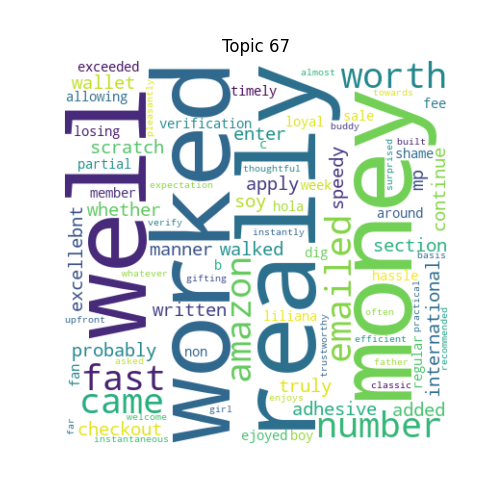 Topic 67
exceeded
wallet
allowing
losing
scratch
partial
member
whether
excellebnt
well
pleasantly
verification
timely
almost
towards
worth
fee
buddy
built
loyal
sale
enter
c
thoughtful
apply
week
speedy
surprised
shame
mp
continue
worked
really
money
expectation
verify
soy
hola
around
manner
walked
instantly
dig
section
emailed
whatever
b
gifting
amazon
hassle
basis
international
upfront
written
non
liliana
trustworthy
often
practical
regular
recommended
efficient
probably
fan
asked
fast
truly
father
classic
came
girl
enjoys
adhesive
added
far
welcome
checkout
instantaneous
ejoyed
boy
number